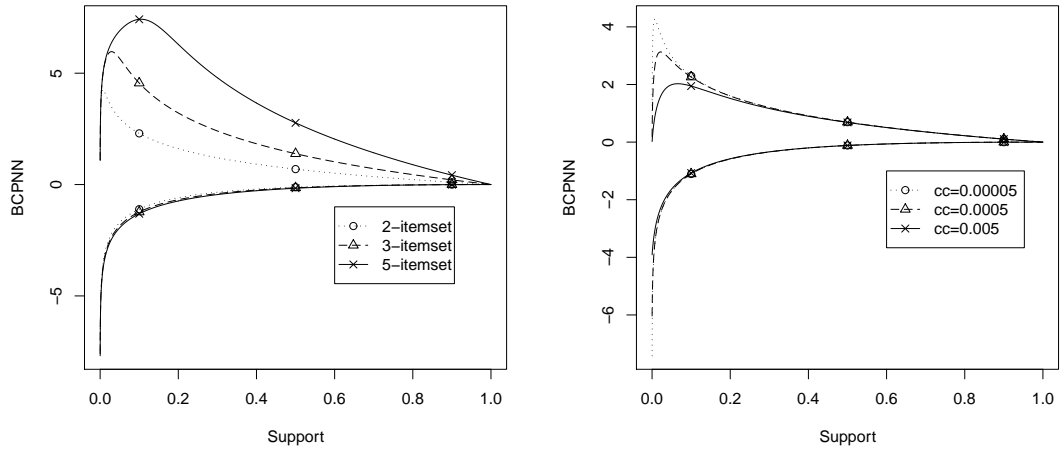 BCPNN
5
0
−5
2−itemset
3−itemset
5−itemset
0.0 0.2 0.4 0.6 0.8 1.0
Support
BCPNN
4
2
0
−2
−4
−6
cc=0.00005
cc=0.0005
cc=0.005
0.0 0.2 0.4 0.6 0.8 1.0
Support